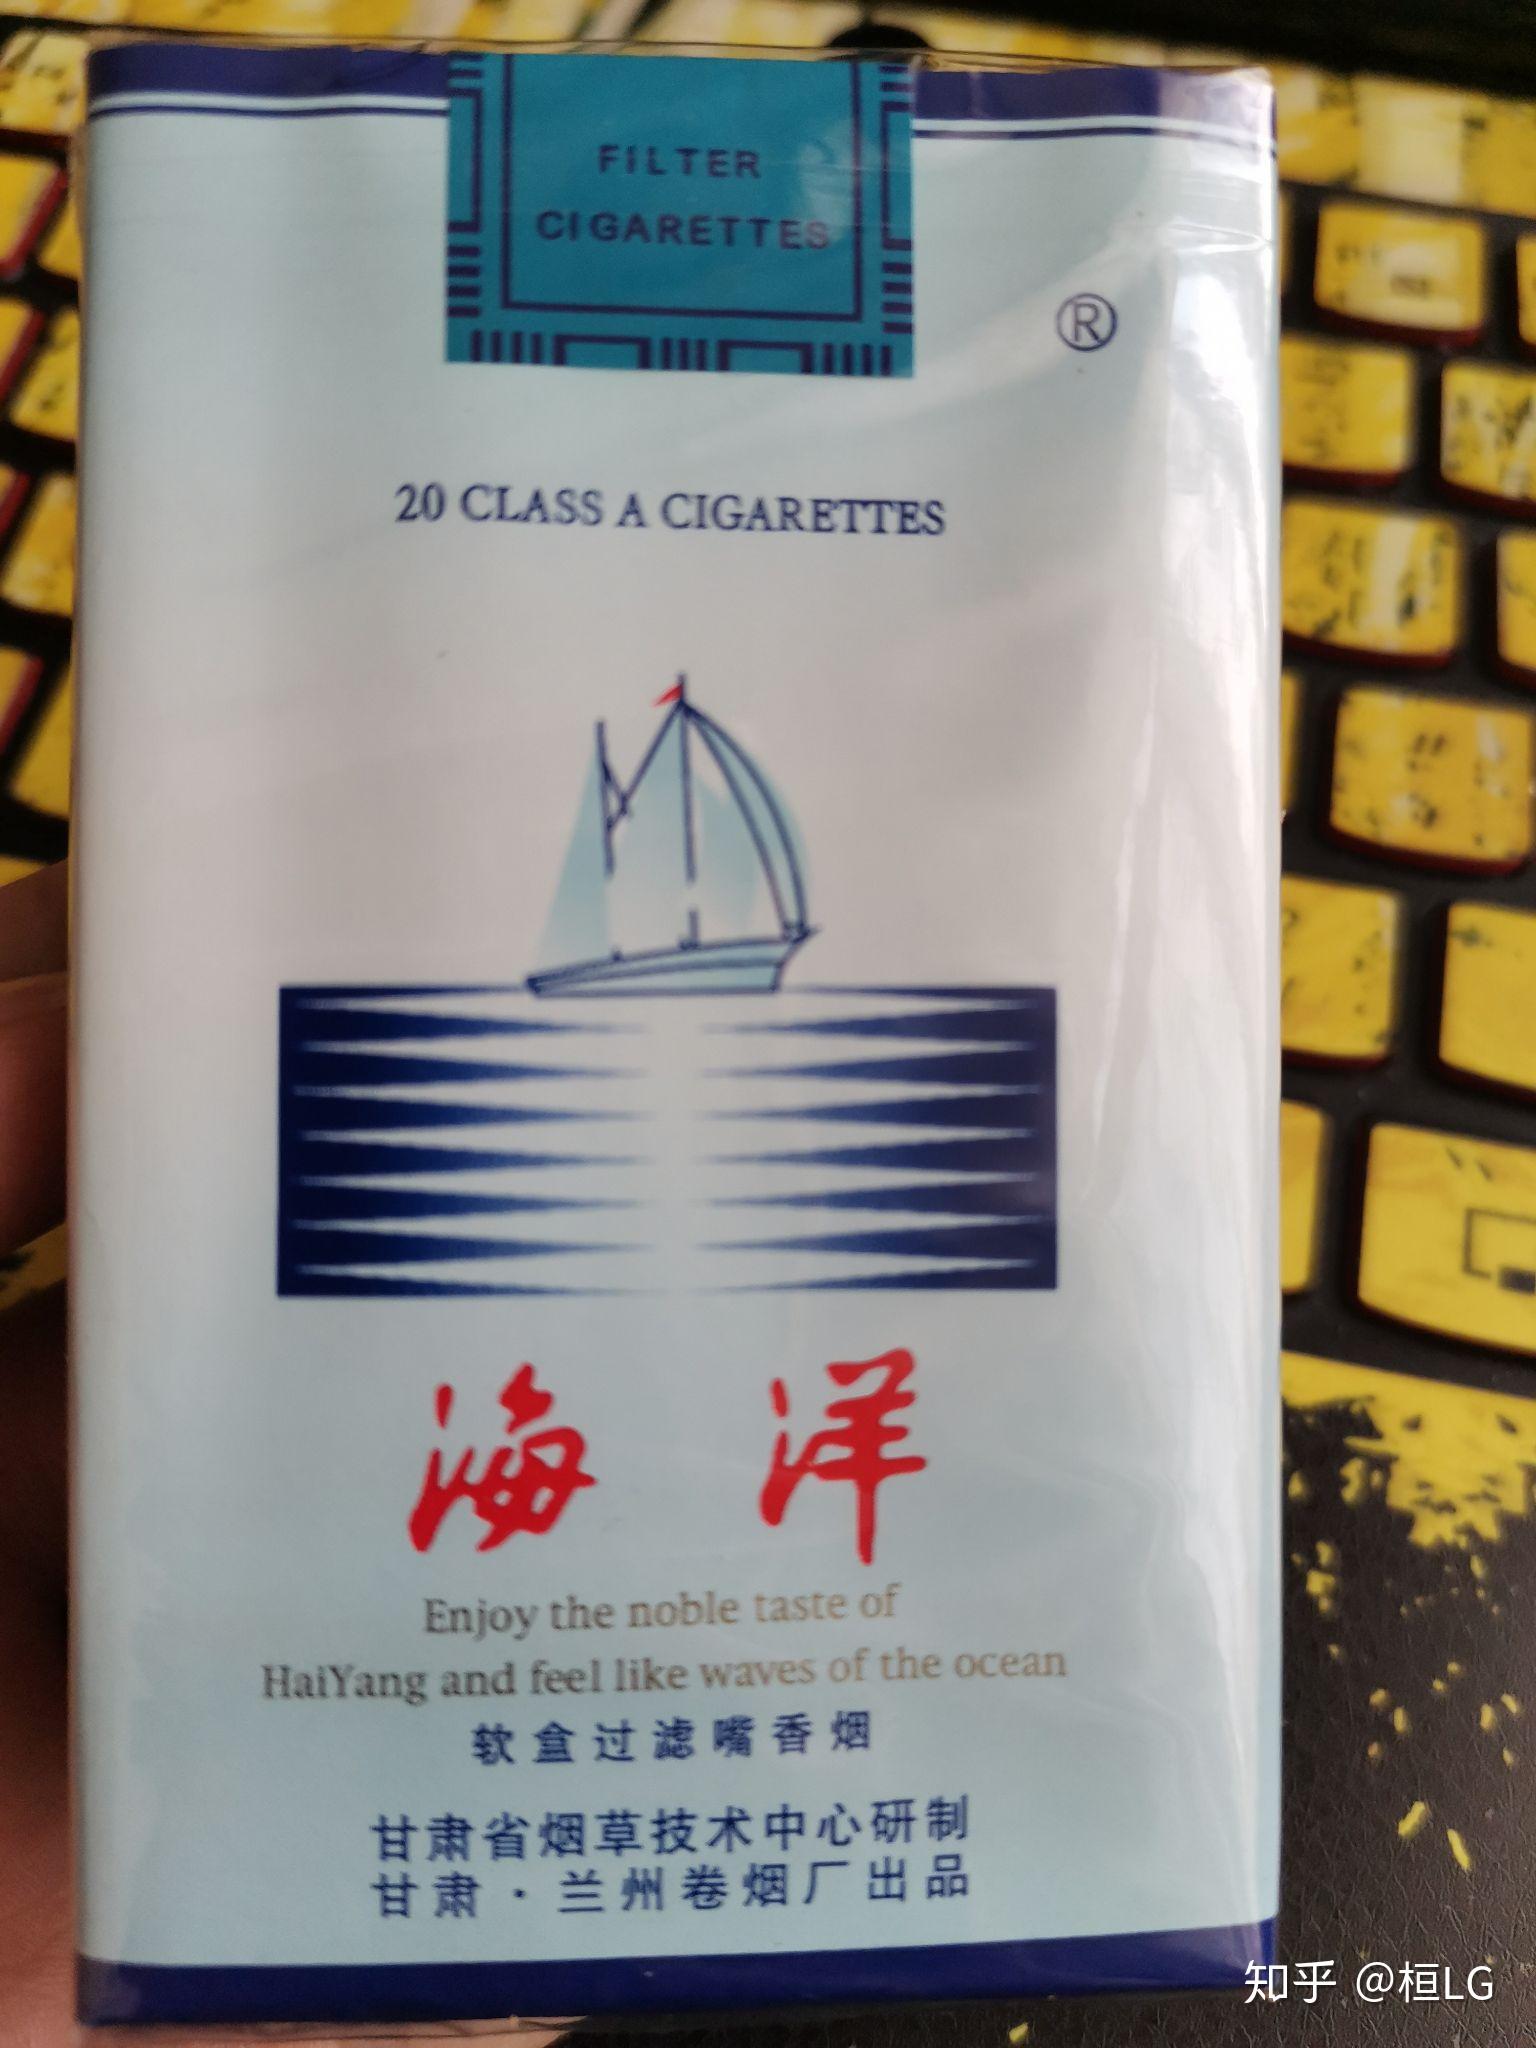 FILTER
CIGARETTES
®
20 CLASS A CIGARETTES
海洋
Enjoy the noble taste of
HaiYang and feel like waves of the ocean
软盒过滤嘴香烟
甘肃省烟草技术中心研制
甘肃·兰州卷烟厂出品
知乎 @桓LG